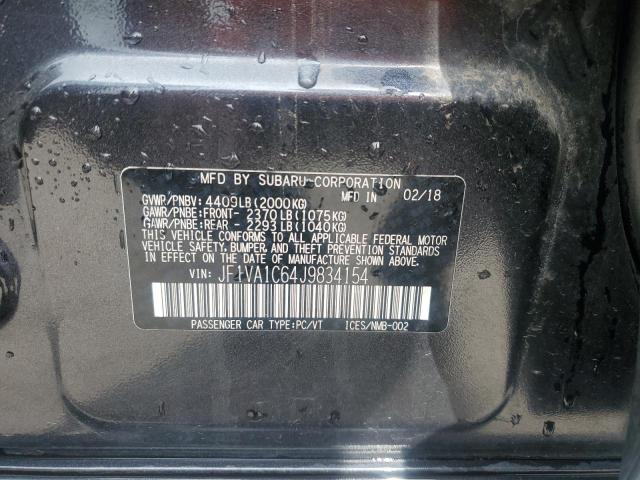 MFD BY SUBARU CORPORATION
GVWR/PNBV: 4409LB(2000KG) MFD IN 02/18
GAWR/PNBE:FRONT- 2370LB(1075KG)
GAWR/PNBE:REAR - 2293LB(1040KG)
THIS VEHICLE CONFORMS TO ALL APPLICABLE FEDERAL MOTOR
VEHICLE SAFETY, BUMPER, AND THEFT PREVENTION STANDARDS
IN EFFECT ON THE DATE OF MANUFACTURE SHOWN ABOVE.
VIN: JF1VA1C64J9834154
PASSENGER CAR TYPE:PC/VT ICES/NMB-002